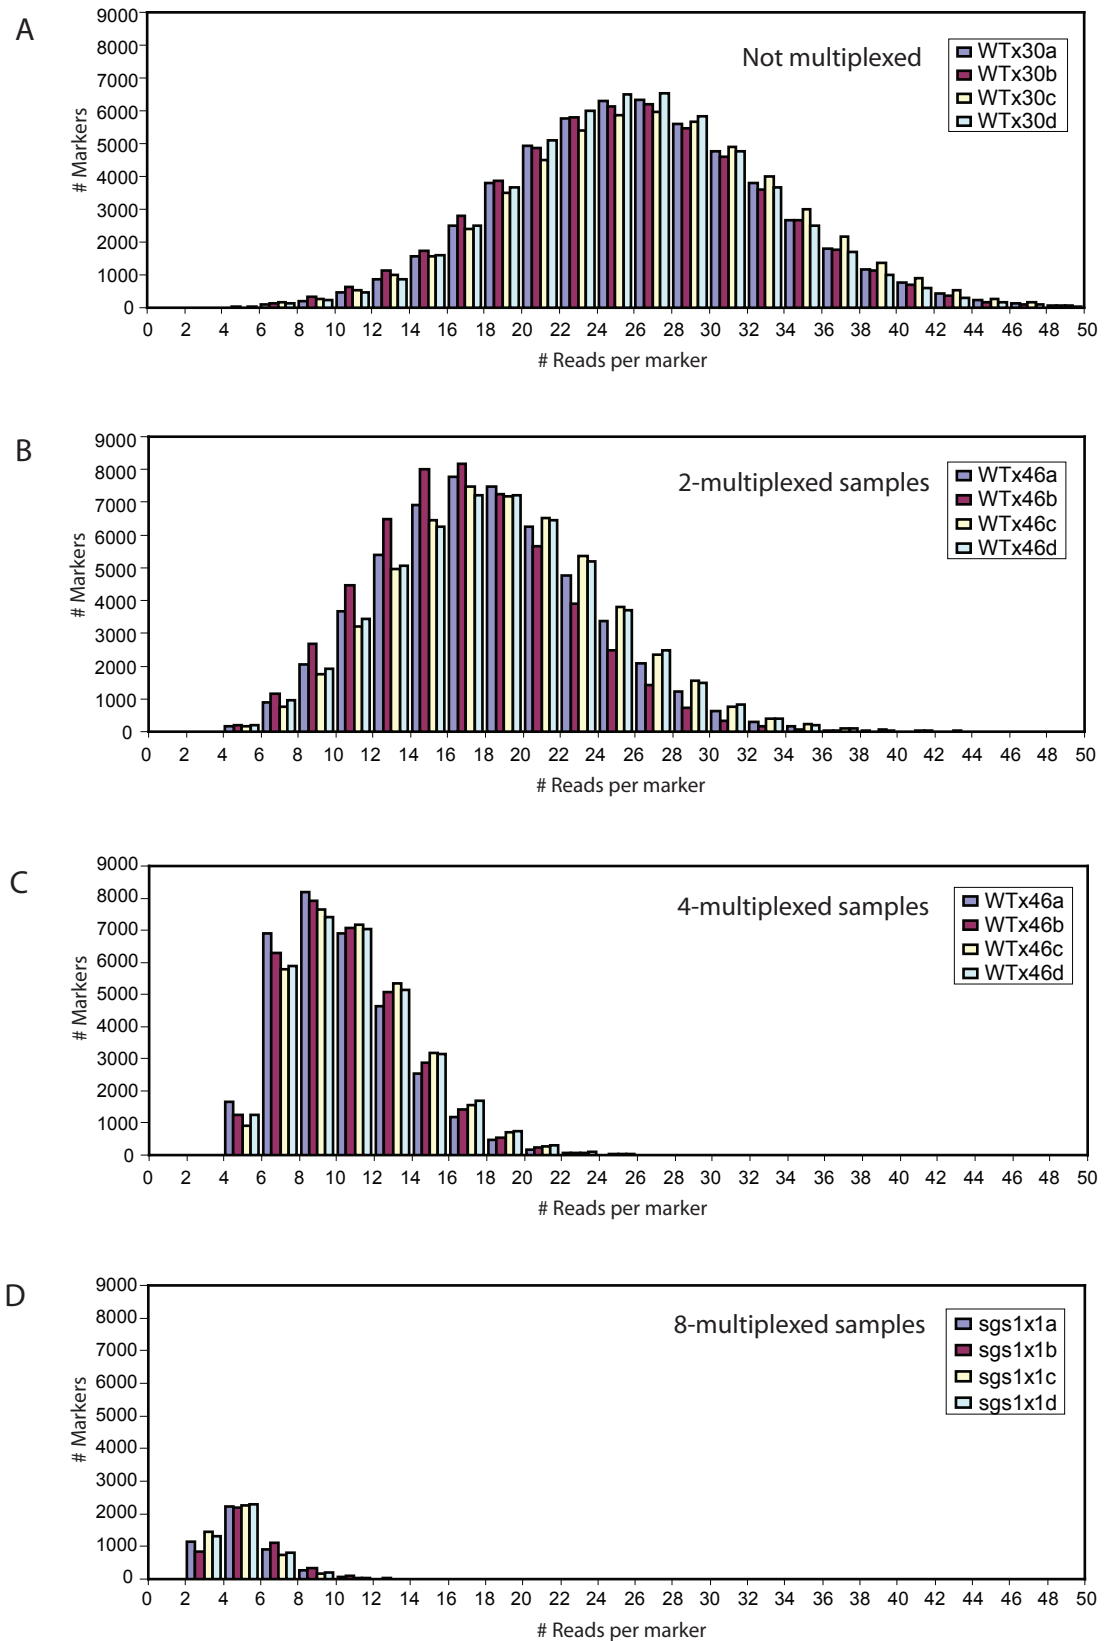 A
9000
8000
7000
6000
5000
4000
3000
2000
1000
0
# Markers
Not multiplexed
WTx30a
WTx30b
WTx30c
WTx30d
0 2 4 6 8 10 12 14 16 18 20 22 24 26 28 30 32 34 36 38 40 42 44 46 48 50
# Reads per marker
B
9000
8000
7000
6000
5000
4000
3000
2000
1000
0
# Markers
2-multiplexed samples
WTx46a
WTx46b
WTx46c
WTx46d
0 2 4 6 8 10 12 14 16 18 20 22 24 26 28 30 32 34 36 38 40 42 44 46 48 50
# Reads per marker
C
9000
8000
7000
6000
5000
4000
3000
2000
1000
0
# Markers
4-multiplexed samples
WTx46a
WTx46b
WTx46c
WTx46d
0 2 4 6 8 10 12 14 16 18 20 22 24 26 28 30 32 34 36 38 40 42 44 46 48 50
# Reads per marker
D
9000
8000
7000
6000
5000
4000
3000
2000
1000
0
# Markers
8-multiplexed samples
sgs1x1a
sgs1x1b
sgs1x1c
sgs1x1d
0 2 4 6 8 10 12 14 16 18 20 22 24 26 28 30 32 34 36 38 40 42 44 46 48 50
# Reads per marker